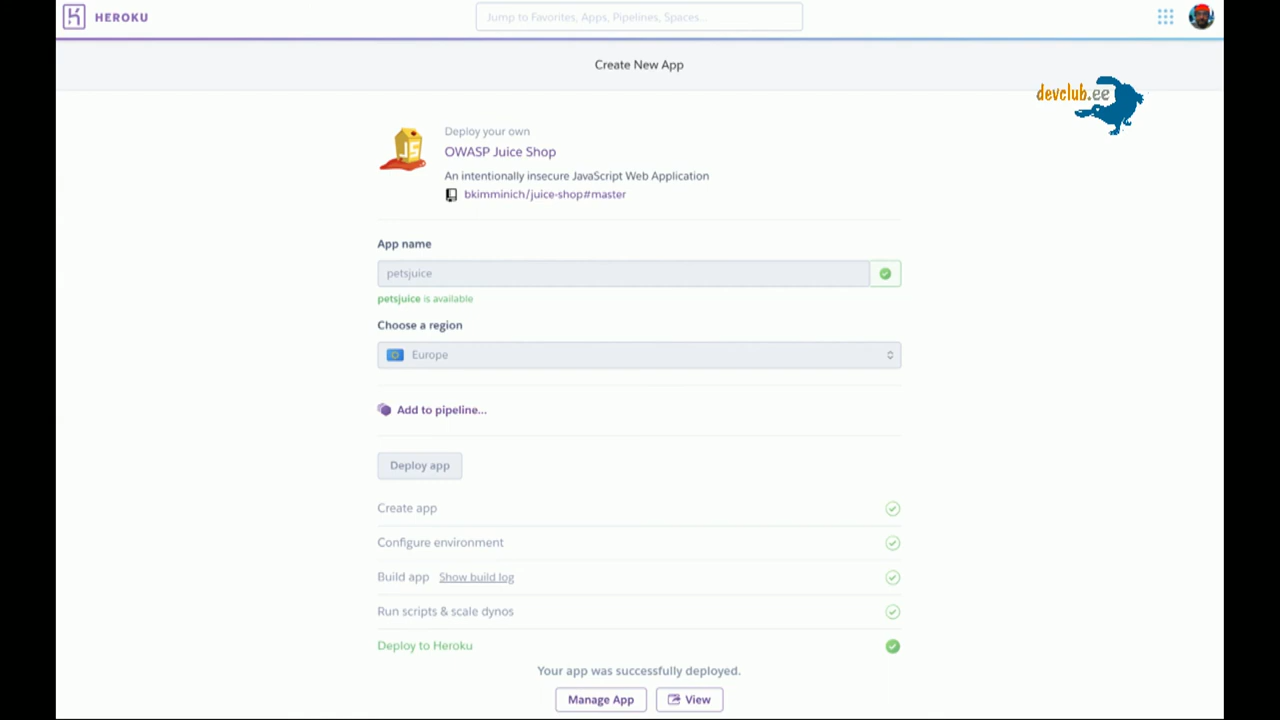 HEROKU
Jump to Favorites, Apps, Pipelines, Spaces...
Create New App
devclub.ee
Deploy your own
JS
OWASP Juice Shop
An intentionally insecure JavaScript Web Application
bkimminich/juice-shop#master
App name
petsjuice
petsjuice is available
Choose a region
Europe
Add to pipeline...
Deploy app
Create app
Configure environment
Build app Show build log
Run scripts & scale dynos
Deploy to Heroku
Your app was successfully deployed.
Manage App View